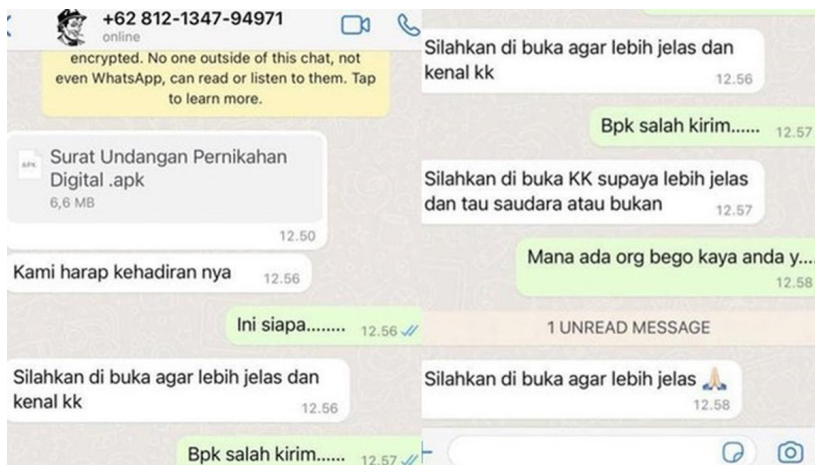 +62 812-1347-94971
online
encrypted. No one outside of this chat, not
even WhatsApp, can read or listen to them. Tap
to learn more.
APK
Surat Undangan Pernikahan
Digital .apk
6,6 MB
12.50
Kami harap kehadiran nya 12.56
Ini siapa........ 12.56
Silahkan di buka agar lebih jelas dan
kenal kk
12.56
Bpk salah kirim...... 12.57
Silahkan di buka agar lebih jelas dan
kenal kk
12.56
Bpk salah kirim...... 12.57
Silahkan di buka KK supaya lebih jelas
dan tau saudara atau bukan 12.57
Mana ada org bego kaya anda y....
12.58
1 UNREAD MESSAGE
Silahkan di buka agar lebih jelas 🙏🏻
12.58